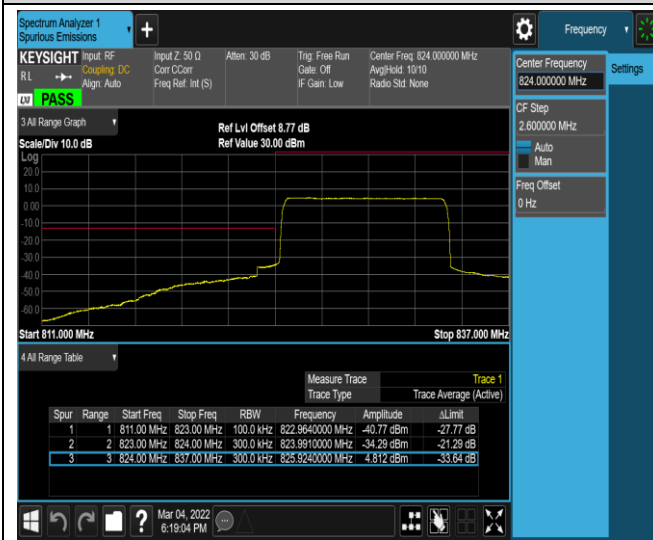 Spectrum Analyzer 1
Spurious Emissions
+
Frequency
KEYSIGHT Input: RF Input Z: 50 Ω Atten: 30 dB Trig: Free Run Center Freq: 824.000000 MHz
R L Coupling: DC Corr CCorr Gate: Off Avg|Hold: 10/10
Align: Auto Freq Ref: Int (S) IF Gain: Low Radio Std: None
LXI PASS
Center Frequency
824.000000 MHz
Settings
CF Step
2.600000 MHz
Auto
Man
Freq Offset
0 Hz
3 All Range Graph
Ref Lvl Offset 8.77 dB
Scale/Div 10.0 dB Ref Value 30.00 dBm
Log
20.0
10.0
0.00
-10.0
-20.0
-30.0
-40.0
-50.0
-60.0
Start 811.000 MHz Stop 837.000 MHz
4 All Range Table
Measure Trace Trace 1
Trace Type Trace Average (Active)
Spur Range Start Freq Stop Freq RBW Frequency Amplitude ΔLimit
1 1 811.00 MHz 823.00 MHz 100.0 kHz 822.9640000 MHz -40.77 dBm -27.77 dB
2 2 823.00 MHz 824.00 MHz 300.0 kHz 823.9910000 MHz -34.29 dBm -21.29 dB
3 3 824.00 MHz 837.00 MHz 300.0 kHz 825.9240000 MHz 4.812 dBm -33.64 dB
? Mar 04, 2022
6:19:04 PM